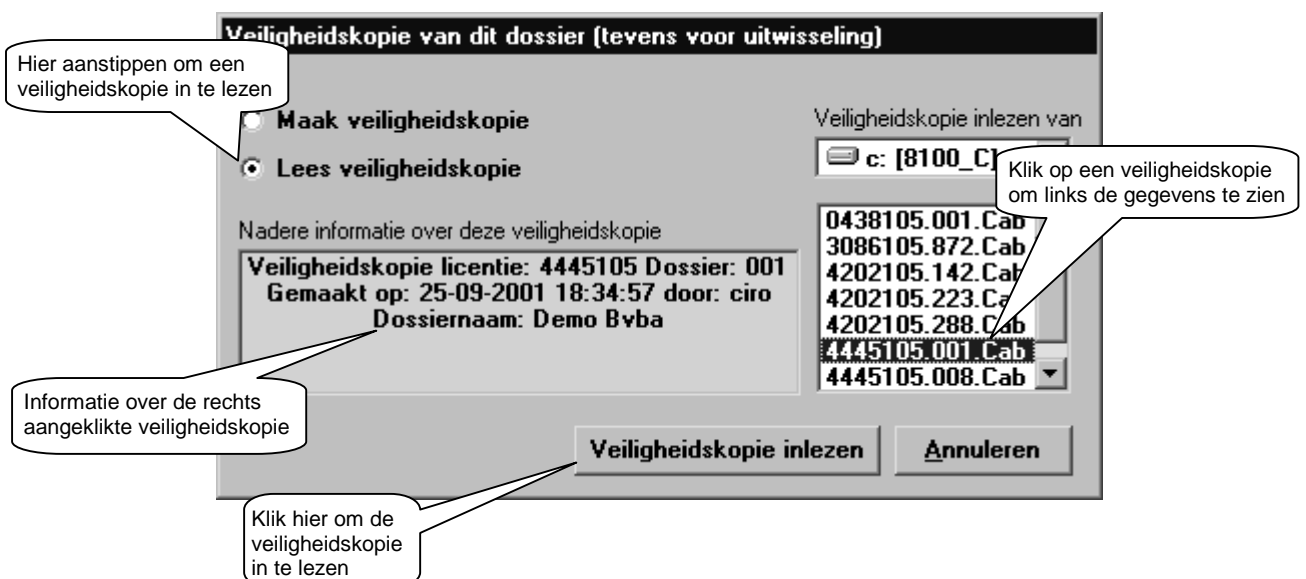 Veiligheidskopie van dit dossier (tevens voor uitwisseling)
Hier aanstippen om een
veiligheidskopie in te lezen
Maak veiligheidskopie
Lees veiligheidskopie
Veiligheidskopie inlezen van
c: [8100_C]
Klik op een veiligheidskopie
om links de gegevens te zien
Nadere informatie over deze veiligheidskopie
Veiligheidskopie licentie: 4445105 Dossier: 001
Gemaakt op: 25-09-2001 18:34:57 door: ciro
Dossiernaam: Demo Bvba
0438105.001.Cab
3086105.872.Cab
4202105.142.Cab
4202105.223.Cab
4202105.288.Cab
4445105.001.Cab
4445105.008.Cab
Informatie over de rechts
aangeklikte veiligheidskopie
Veiligheidskopie inlezen
Annuleren
Klik hier om de
veiligheidskopie
in te lezen